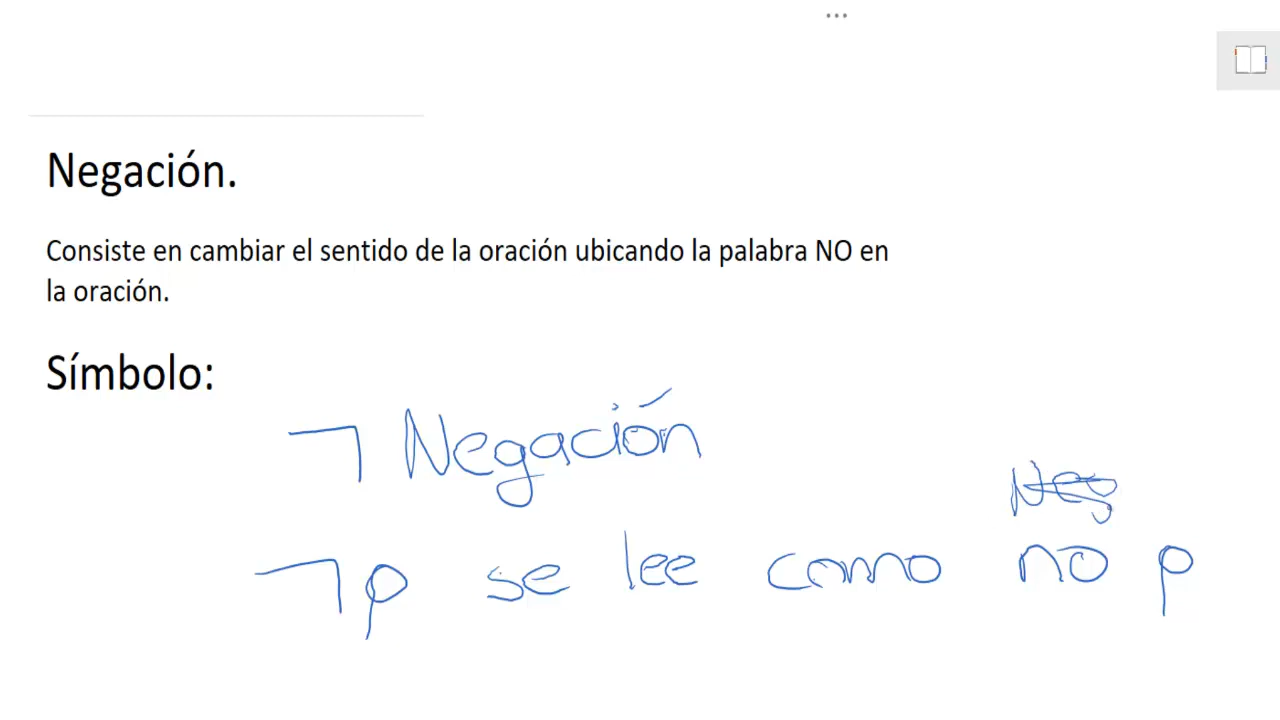 Negación.
Consiste en cambiar el sentido de la oración ubicando la palabra NO en
la oración.
Símbolo:
¬ Negación
Neg
¬p se lee como no p